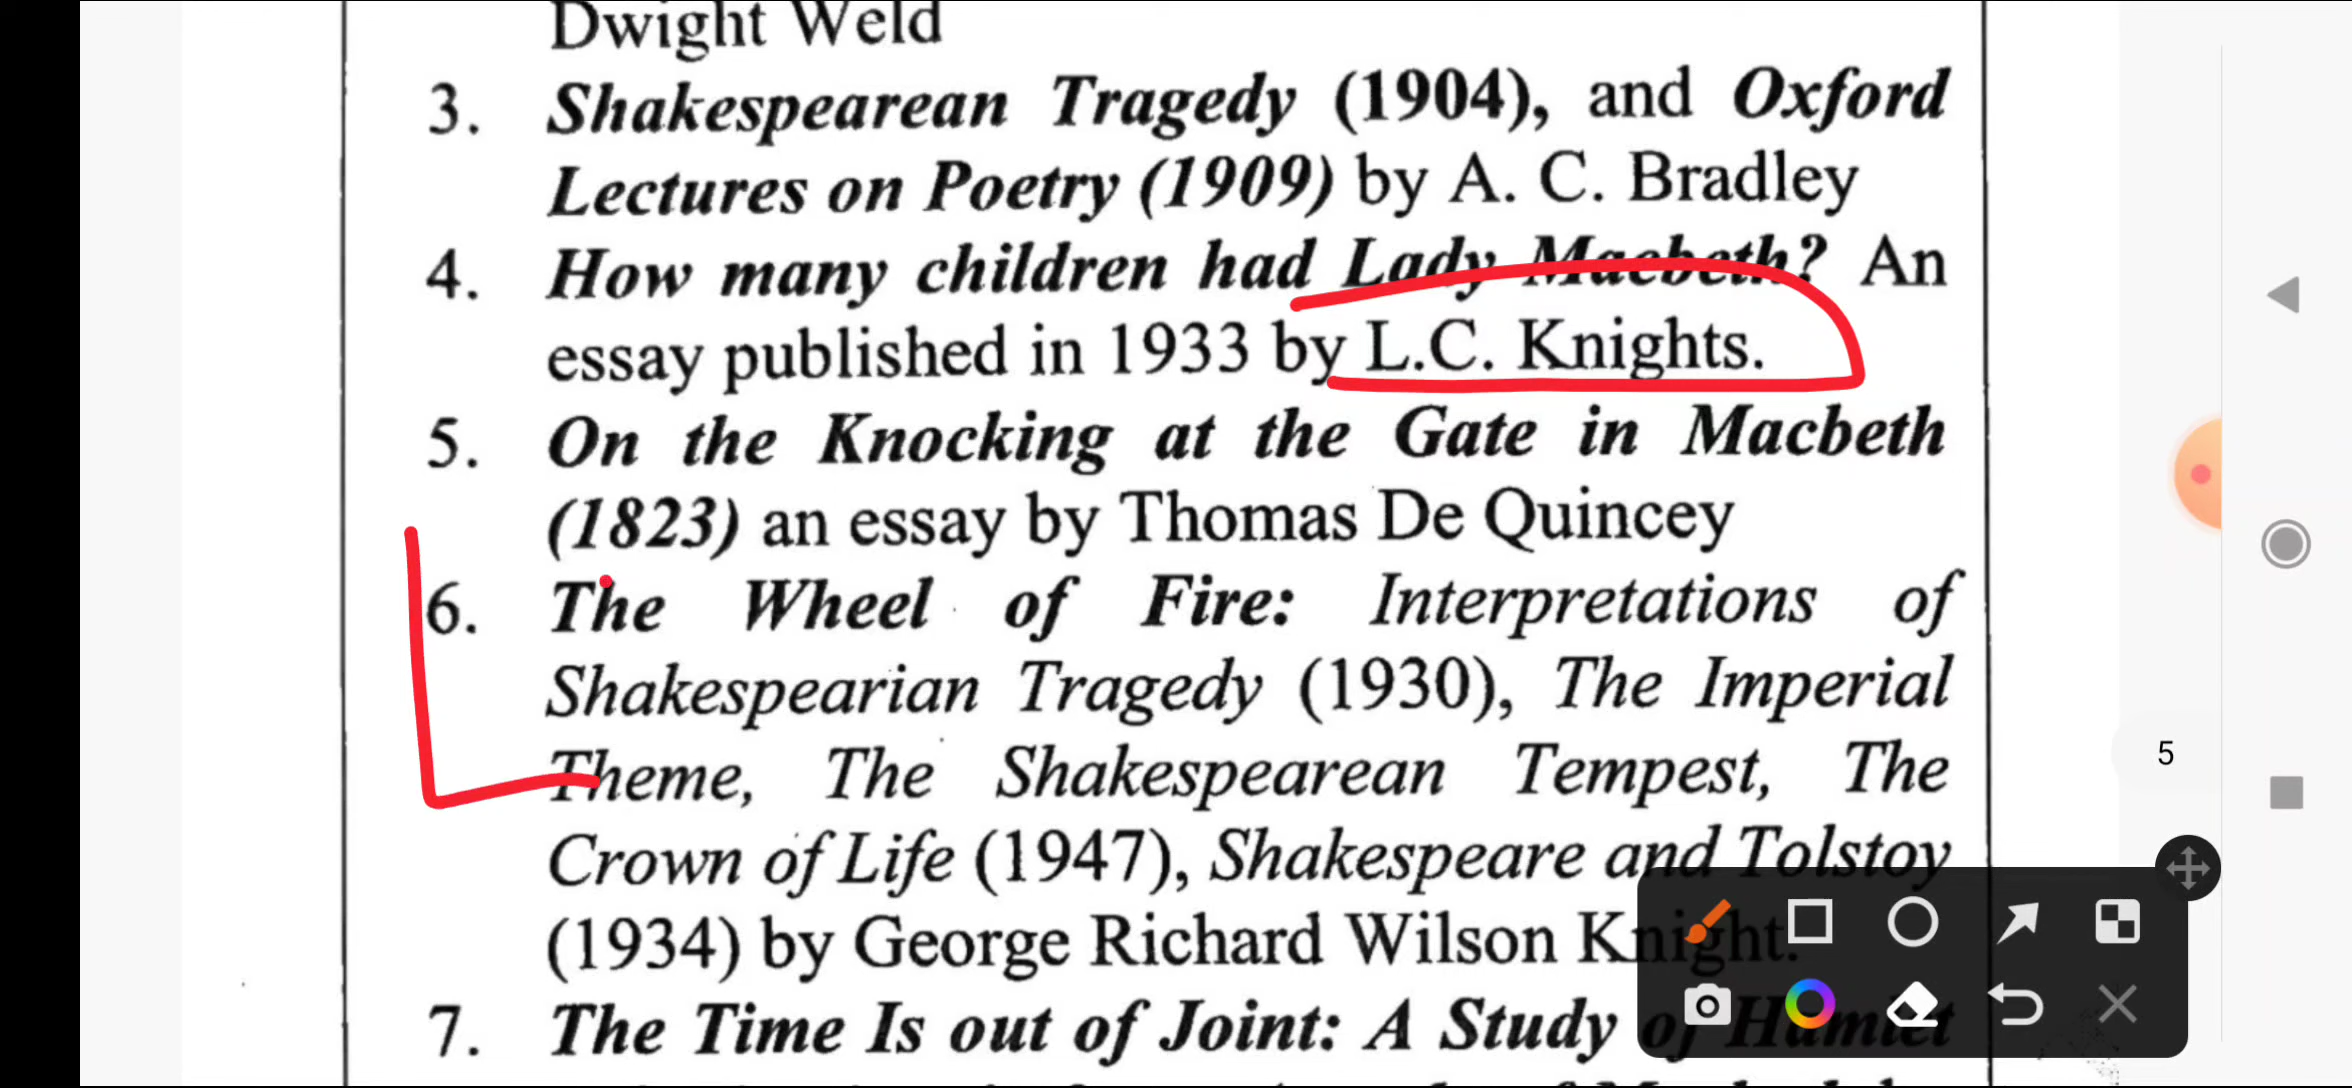 Dwight Weld
3. Shakespearean Tragedy (1904), and Oxford
Lectures on Poetry (1909) by A. C. Bradley
4. How many children had Lady Macbeth? An
essay published in 1933 by L.C. Knights.
5. On the Knocking at the Gate in Macbeth
(1823) an essay by Thomas De Quincey
6. The Wheel of Fire: Interpretations of
Shakespearian Tragedy (1930), The Imperial
Theme, The Shakespearean Tempest, The
Crown of Life (1947), Shakespeare and Tolstoy
(1934) by George Richard Wilson Knight.
7. The Time Is out of Joint: A Study of Hamlet
5